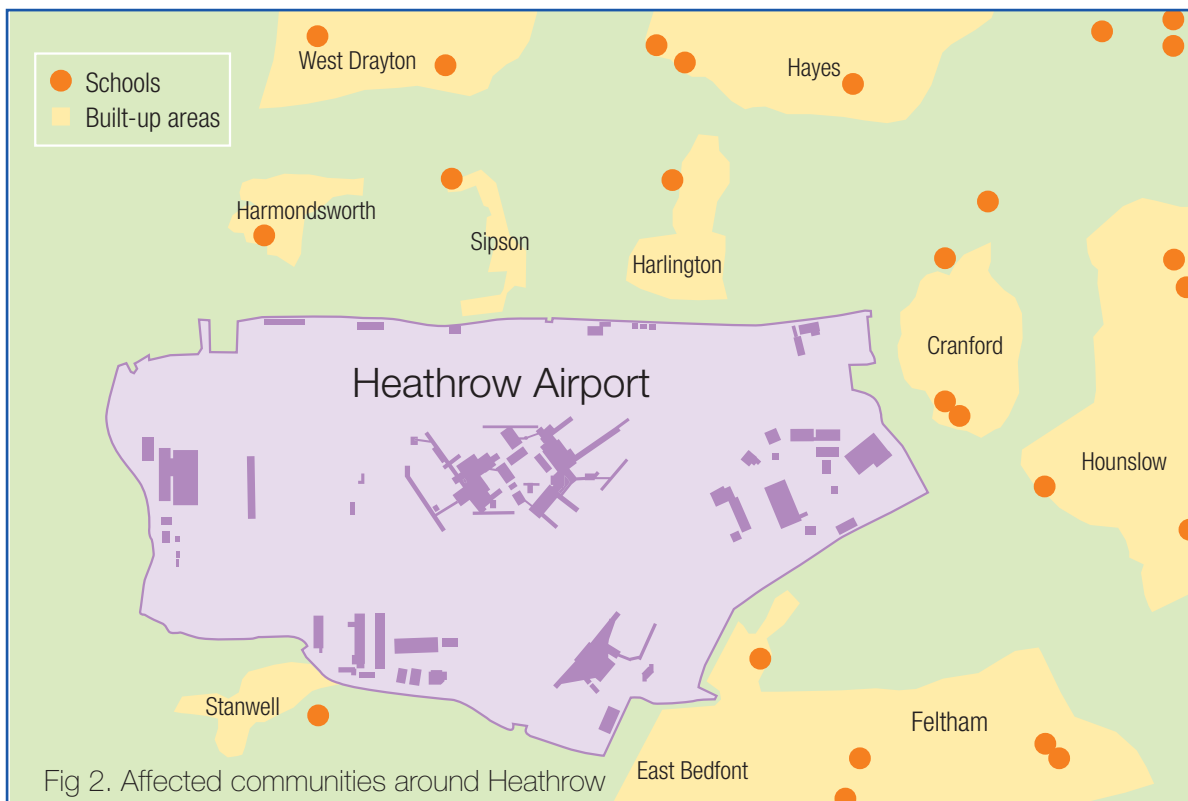 West Drayton
Hayes
Schools
Built-up areas
Harmondsworth
Sipson
Harlington
Cranford
Heathrow Airport
Hounslow
Stanwell
Feltham
East Bedfont
Fig 2. Affected communities around Heathrow